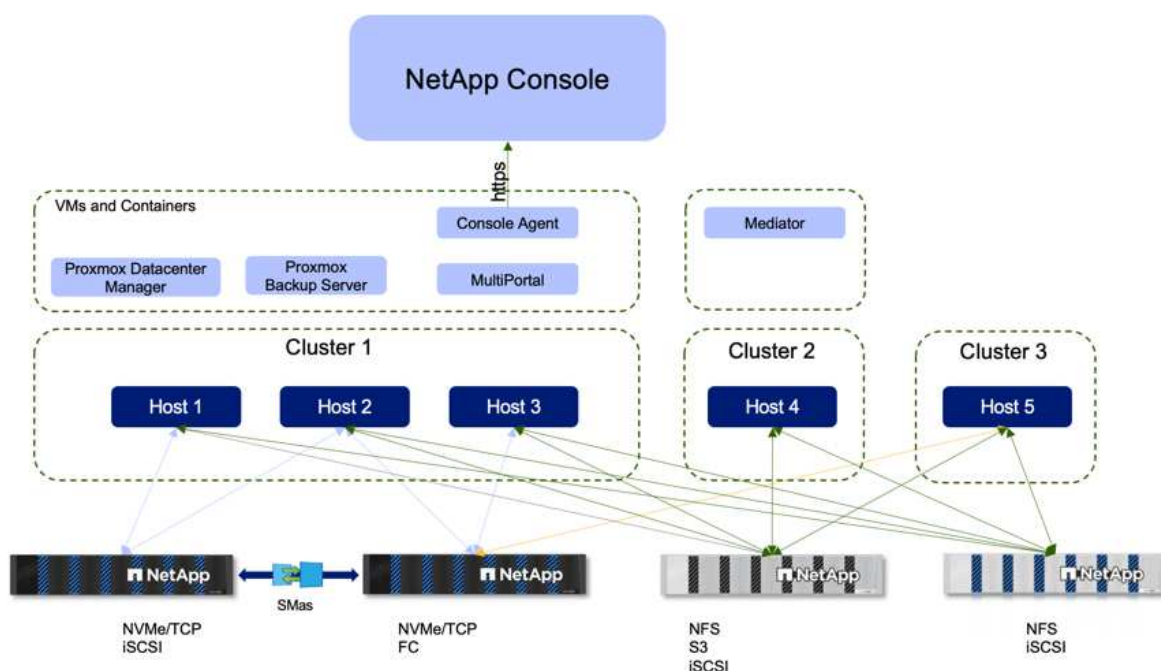 NetApp Console
https
VMs and Containers
Console Agent
Mediator
Proxmox Datacenter
Manager
Proxmox
Backup Server
MultiPortal
Cluster 1
Cluster 2
Cluster 3
Host 1
Host 2
Host 3
Host 4
Host 5
NetApp
NetApp
NetApp
NetApp
SMas
NVMe/TCP
iSCSI
NVMe/TCP
FC
NFS
S3
iSCSI
NFS
iSCSI